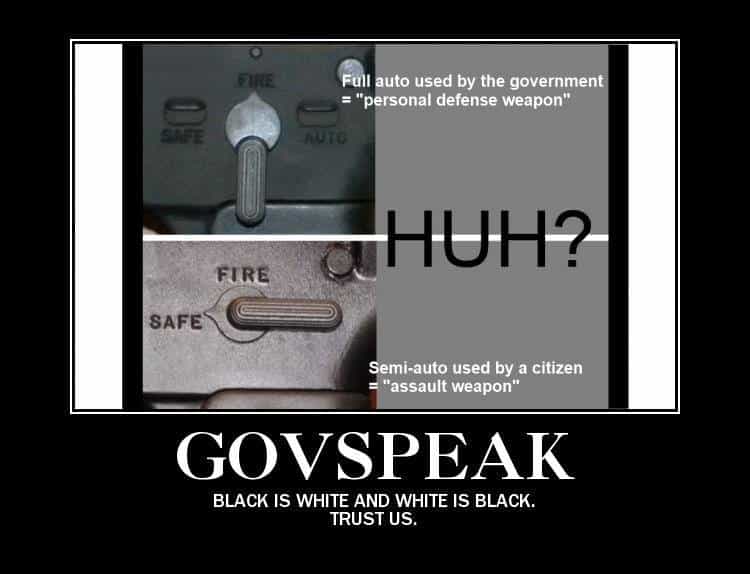 FIRE
SAFE
AUTO
Full auto used by the government
= "personal defense weapon"
HUH?
FIRE
SAFE
Semi-auto used by a citizen
= "assault weapon"
GOVSPEAK
BLACK IS WHITE AND WHITE IS BLACK.
TRUST US.